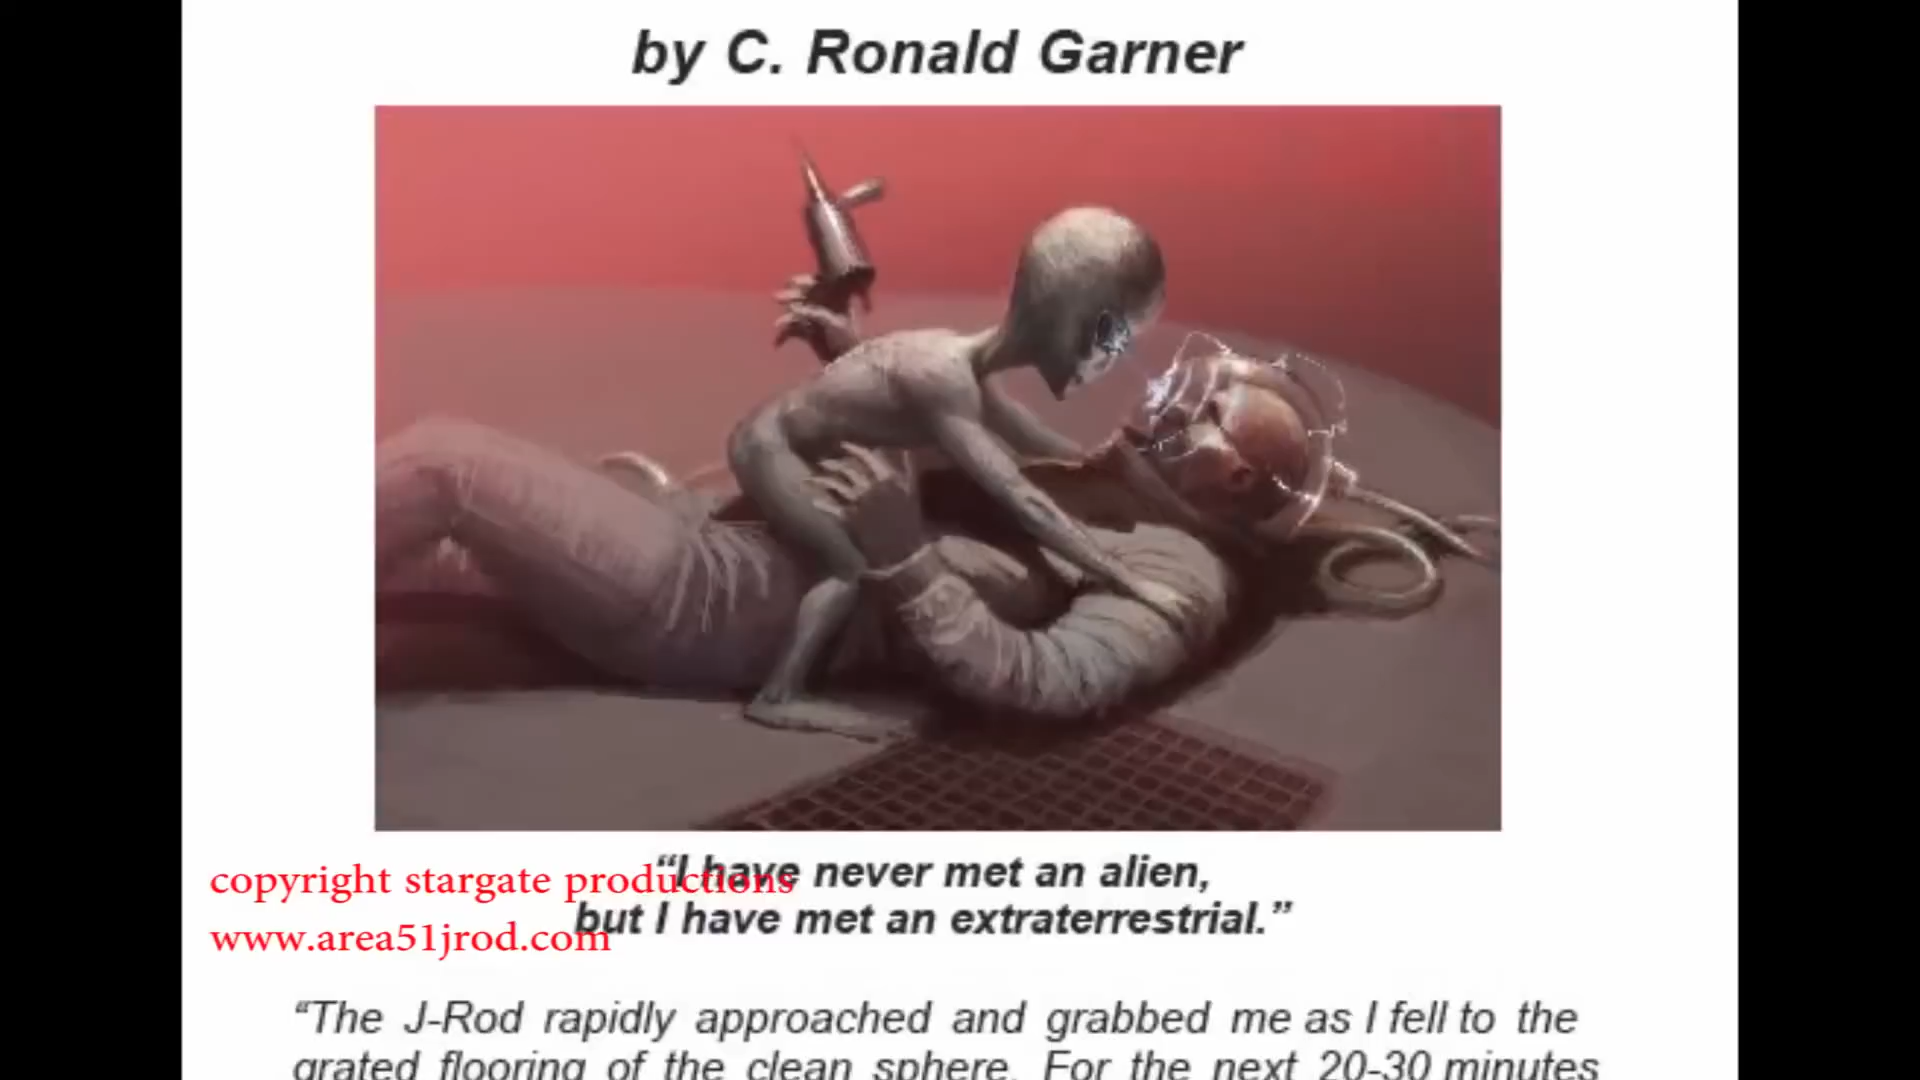 by C. Ronald Garner
“I have never met an alien,
but I have met an extraterrestrial.”
copyright stargate productions
www.area51jrod.com
“The J-Rod rapidly approached and grabbed me as I fell to the
grated flooring of the clean sphere. For the next 20-30 minutes